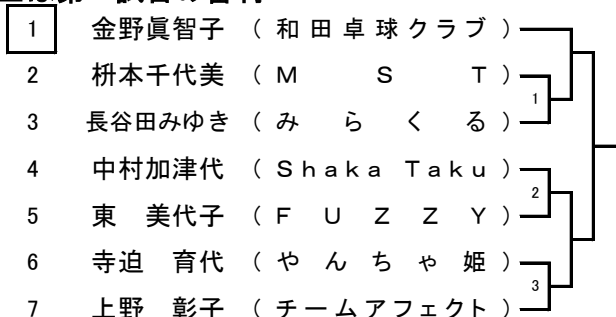 1 金野眞智子 ( 和田卓球クラブ )
2 枡本千代美 ( M S T )
1
3 長谷田みゆき ( み ら く る )
4 中村加津代 ( Shaka Taku )
2
5 東 美代子 ( F U Z Z Y )
6 寺迫 育代 ( や ん ち ゃ 姫 )
3
7 上野 彰子 ( チームアフェクト )